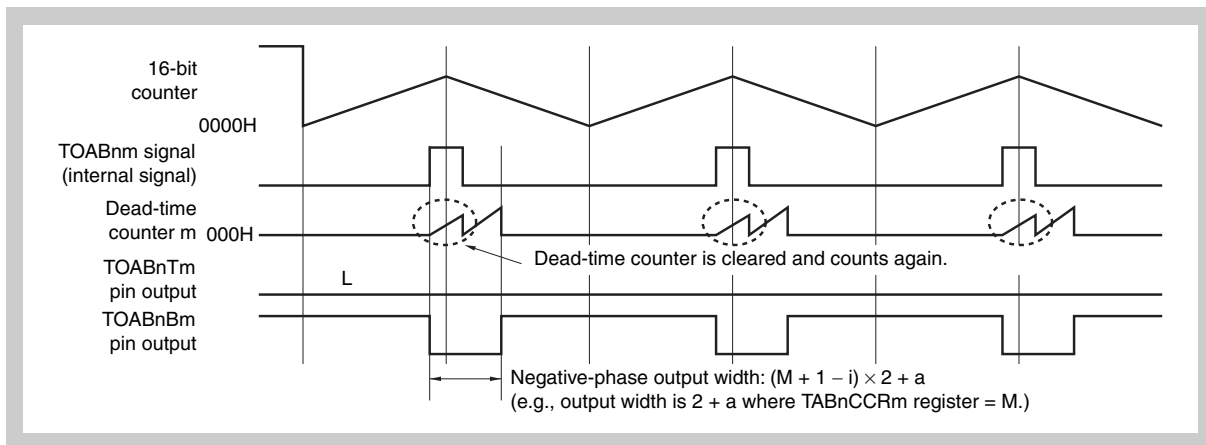 16-bit
counter
0000H
TOABnm signal
(internal signal)
Dead-time
counter m 000H
Dead-time counter is cleared and counts again.
TOABnTm
pin output
L
TOABnBm
pin output
Negative-phase output width: (M + 1 – i) × 2 + a
(e.g., output width is 2 + a where TABnCCRm register = M.)